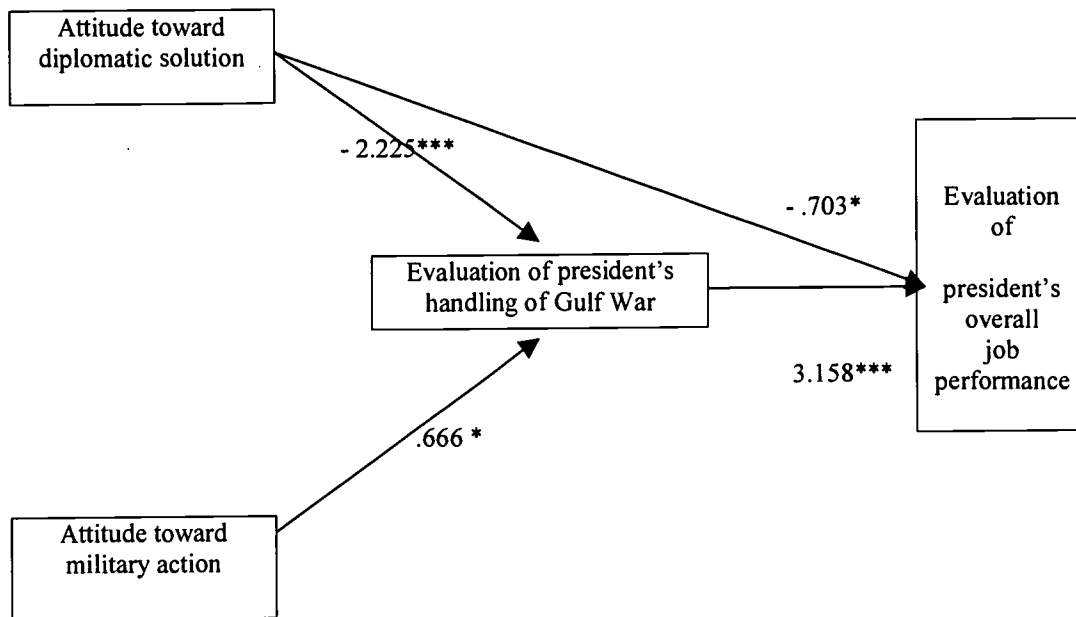 Attitude toward
diplomatic solution
- 2.225***
- .703*
Evaluation of president's
handling of Gulf War
Evaluation
of
president's
overall
job
performance
3.158***
.666 *
Attitude toward
military action